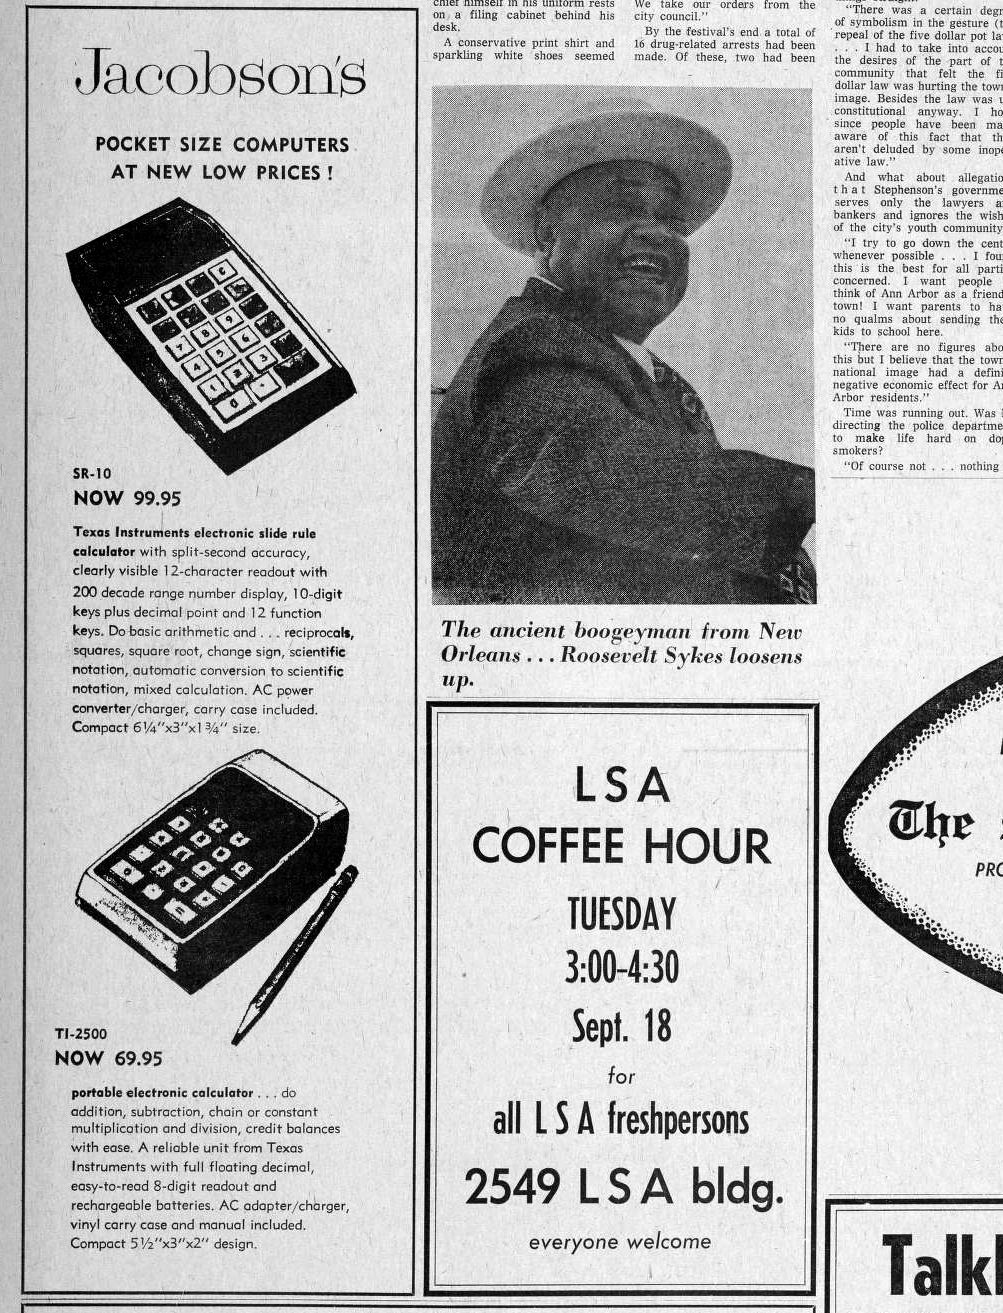 Jacobson's
POCKET SIZE COMPUTERS
AT NEW LOW PRICES !
SR-10
NOW 99.95
Texas Instruments electronic slide rule
calculator with split-second accuracy,
clearly visible 12-character readout with
200 decade range number display, 10-digit
keys plus decimal point and 12 function
keys. Do basic arithmetic and . . . reciprocals,
squares, square root, change sign, scientific
notation, automatic conversion to scientific
notation, mixed calculation. AC power
converter/charger, carry case included.
Compact 6¼"x3"x1¾" size.
TI-2500
NOW 69.95
portable electronic calculator . . . do
addition, subtraction, chain or constant
multiplication and division, credit balances
with ease. A reliable unit from Texas
Instruments with full floating decimal,
easy-to-read 8-digit readout and
rechargeable batteries. AC adapter/charger,
vinyl carry case and manual included.
Compact 5½"x3"x2" design.
chief himself in his uniform rests
on a filing cabinet behind his
desk.
A conservative print shirt and
sparkling white shoes seemed
We take our orders from the
city council."
By the festival's end a total of
16 drug-related arrests had been
made. Of these, two had been
The ancient boogeyman from New
Orleans . . . Roosevelt Sykes loosens
up.
LSA
COFFEE HOUR
TUESDAY
3:00-4:30
Sept. 18
for
all L S A freshpersons
2549 LSA bldg.
everyone welcome
"There was a certain degr
of symbolism in the gesture (t
repeal of the five dollar pot la
. . . I had to take into accou
the desires of the part of t
community that felt the fi
dollar law was hurting the town
image. Besides the law was u
constitutional anyway. I ho
since people have been ma
aware of this fact that th
aren't deluded by some inope
ative law."
And what about allegatio
that Stephenson's governme
serves only the lawyers a
bankers and ignores the wish
of the city's youth community
"I try to go down the cent
whenever possible . . . I fou
this is the best for all parti
concerned. I want people
think of Ann Arbor as a friend
town! I want parents to ha
no qualms about sending the
kids to school here.
"There are no figures abo
this but I believe that the town
national image had a defini
negative economic effect for A
Arbor residents."
Time was running out. Was
directing the police departme
to make life hard on dop
smokers?
"Of course not . . . nothing
The
PRO
Talk